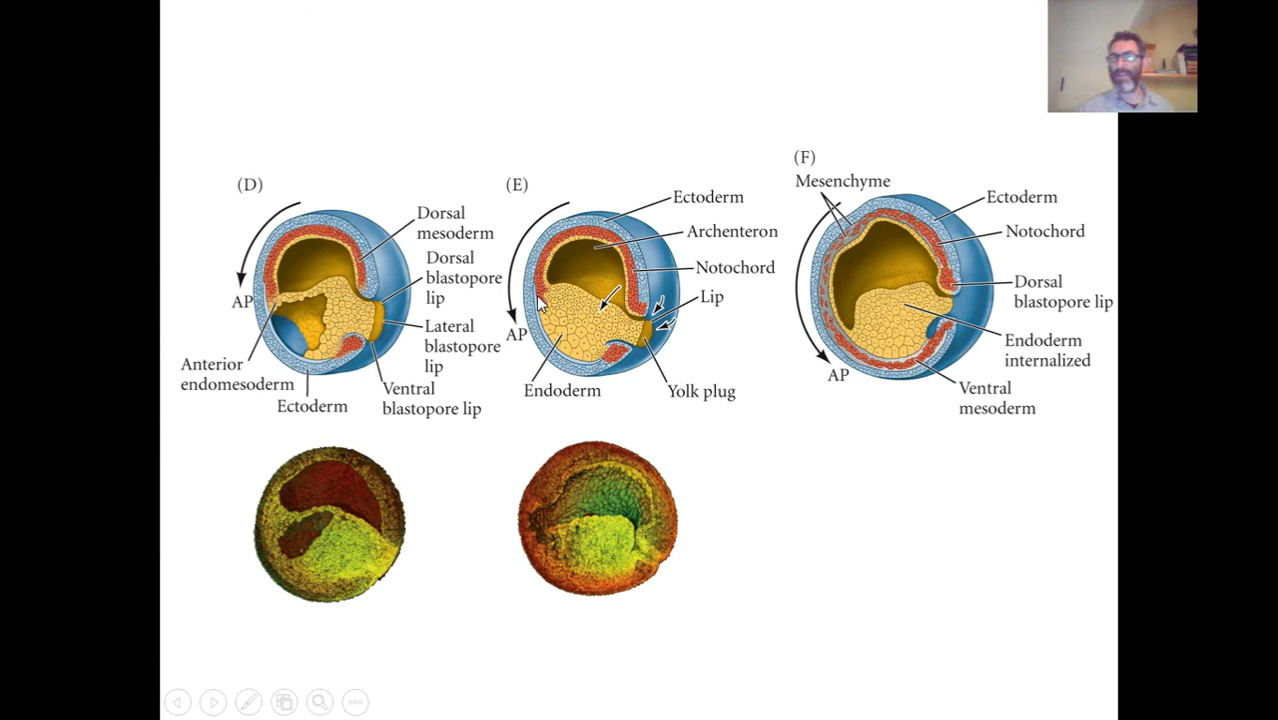 (D)
Dorsal
mesoderm
Dorsal
blastopore
lip
AP
Lateral
blastopore
lip
Anterior
endomesoderm
Ectoderm
Ventral
blastopore lip
(E)
Ectoderm
Archenteron
Notochord
Lip
AP
Endoderm
Yolk plug
(F)
Mesenchyme
Ectoderm
Notochord
Dorsal
blastopore lip
Endoderm
internalized
AP
Ventral
mesoderm